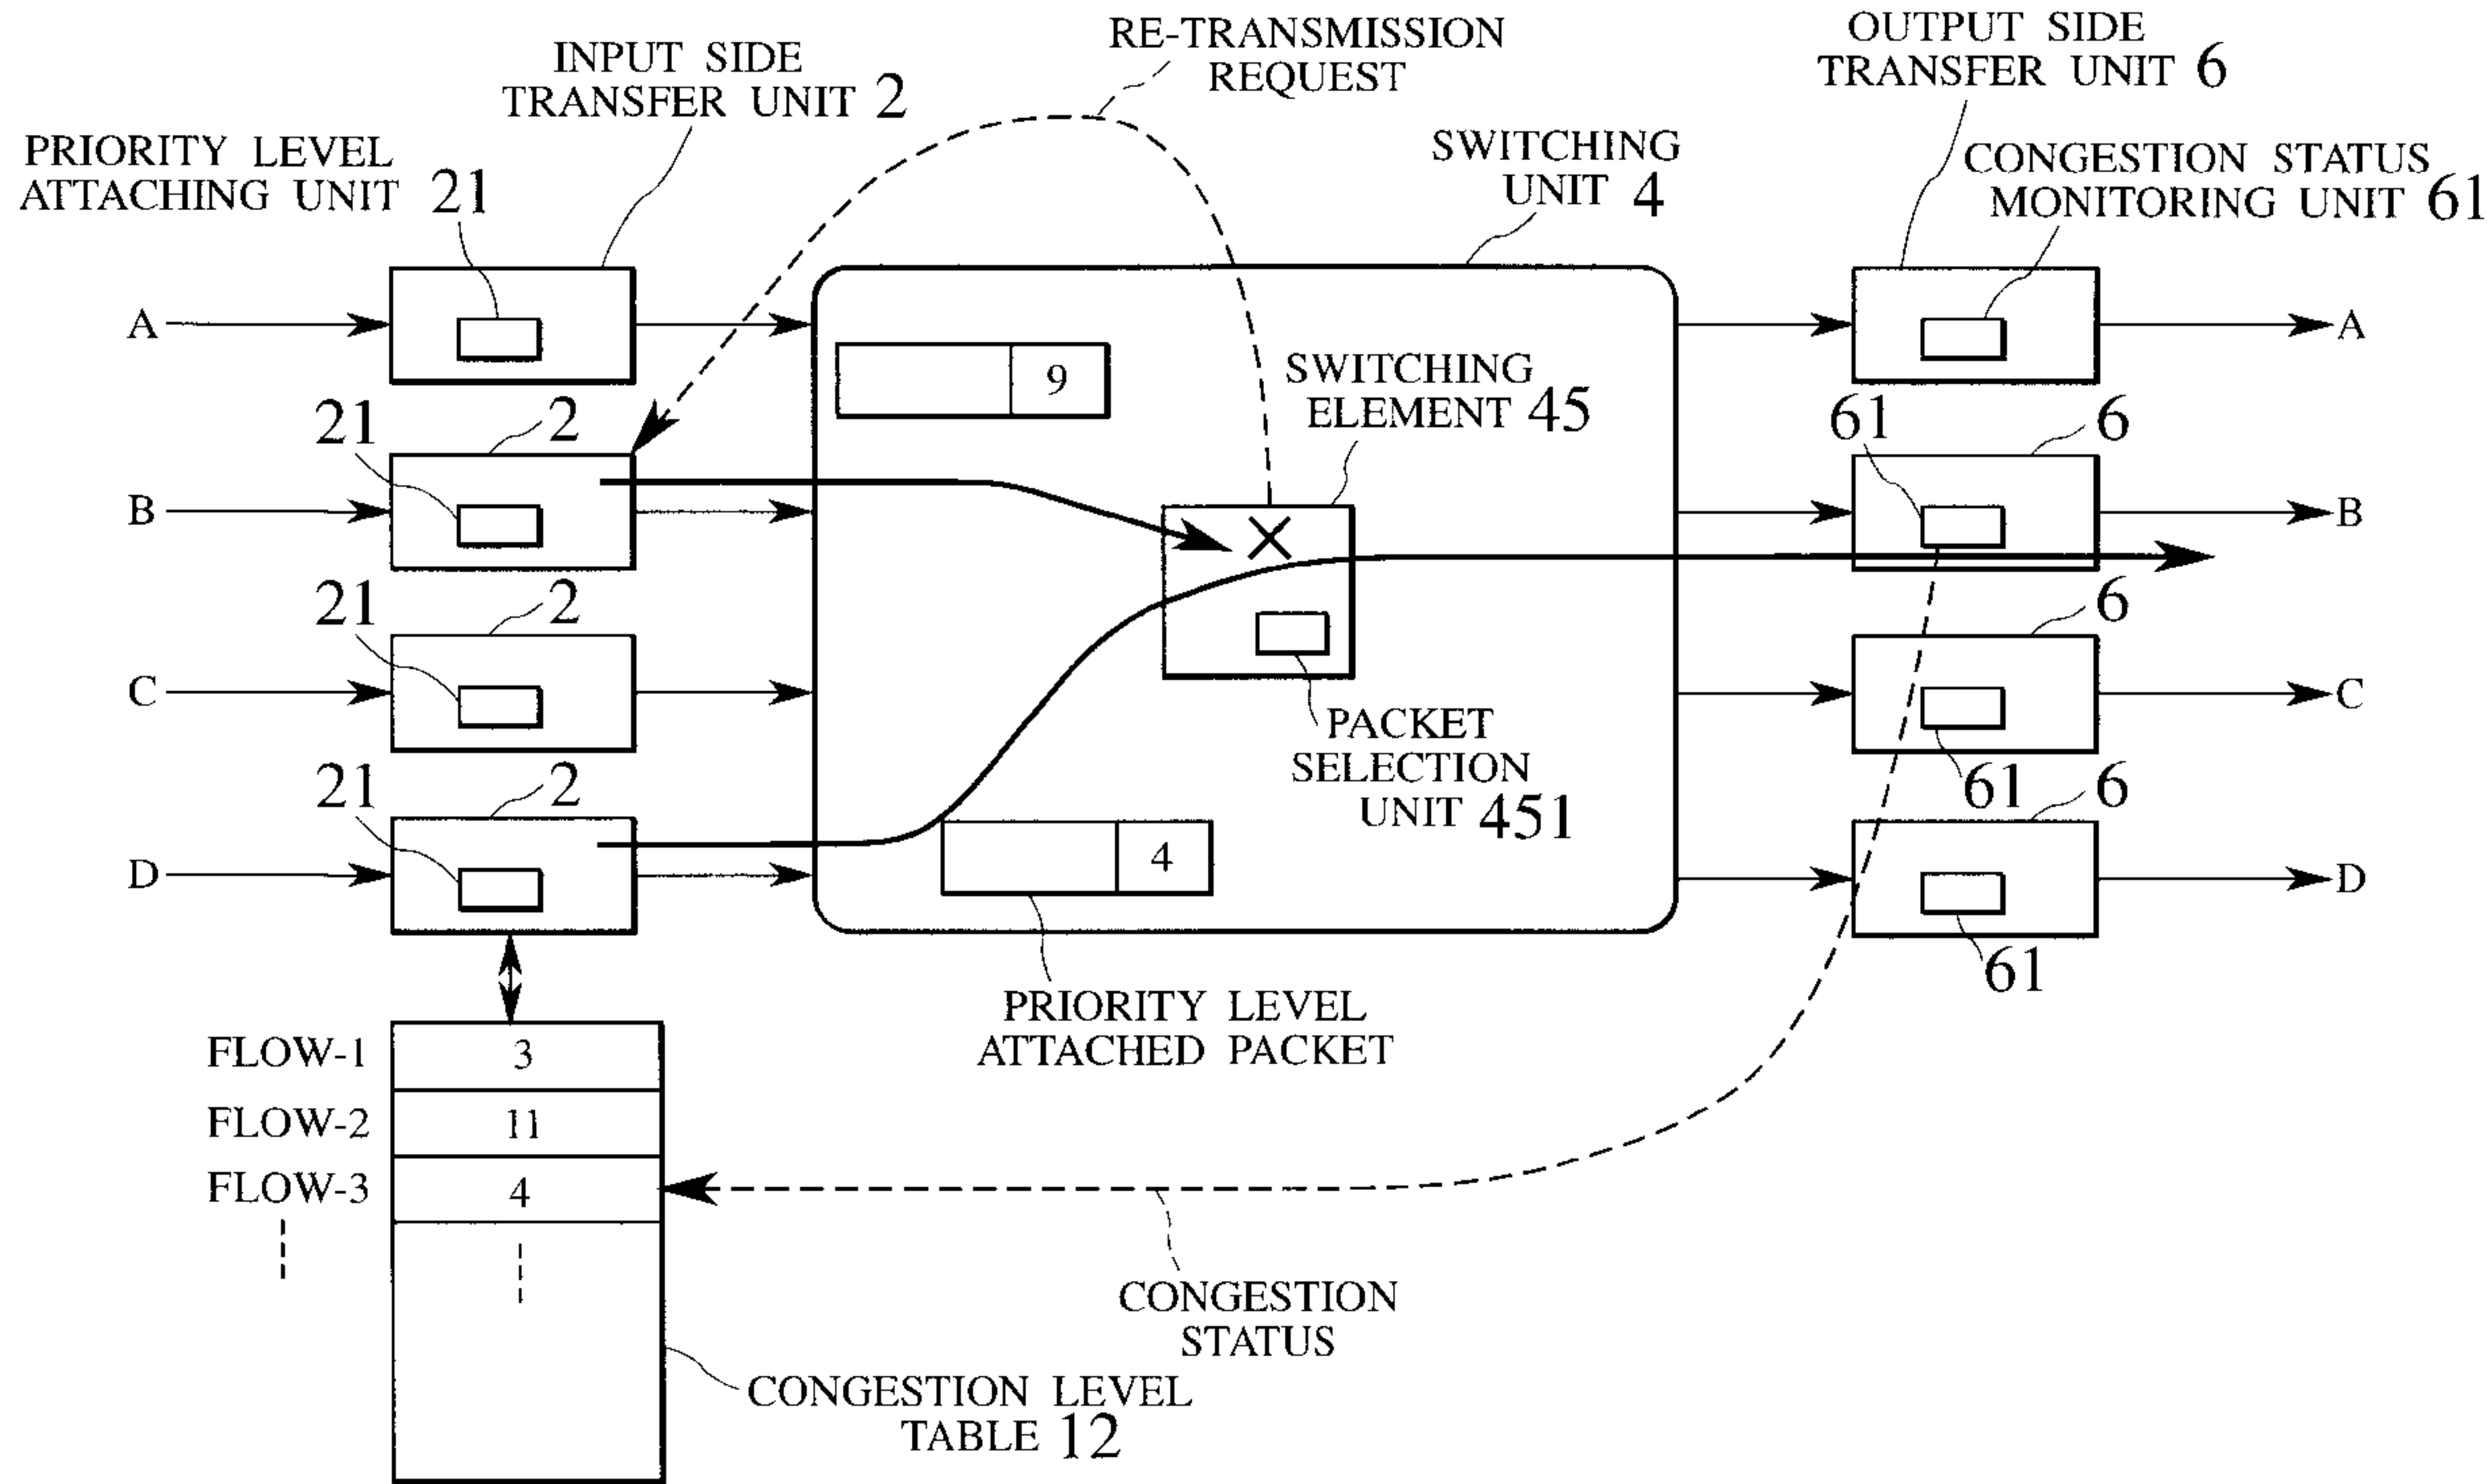 RE-TRANSMISSION
REQUEST
OUTPUT SIDE
TRANSFER UNIT 6
INPUT SIDE
TRANSFER UNIT 2
PRIORITY LEVEL
ATTACHING UNIT 21
SWITCHING
UNIT 4
CONGESTION STATUS
MONITORING UNIT 61
A
A
9
SWITCHING
ELEMENT 45
21
2
61
6
B
B
21
2
6
C
C
PACKET
SELECTION
UNIT 451
61
21
2
6
4
D
D
61
PRIORITY LEVEL
ATTACHED PACKET
FLOW-1 3
FLOW-2 11
FLOW-3 4
CONGESTION
STATUS
CONGESTION LEVEL
TABLE 12